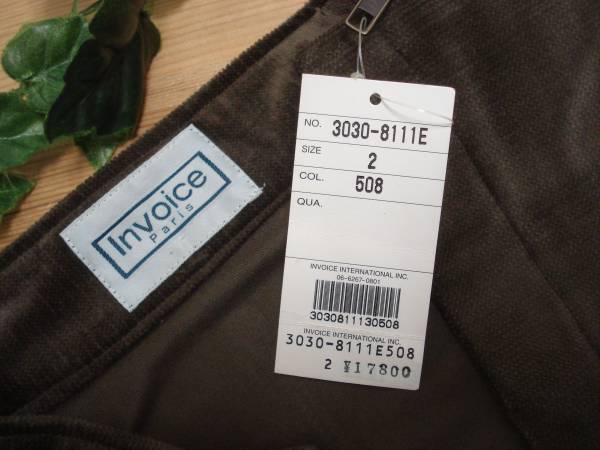 Invoice
Paris
NO. 3030-8111E
SIZE 2
COL. 508
QUA.
INVOICE INTERNATIONAL INC.
06-6267-0801
3030811130508
INVOICE INTERNATIONAL INC.
3030-8111E508
2 ¥17800